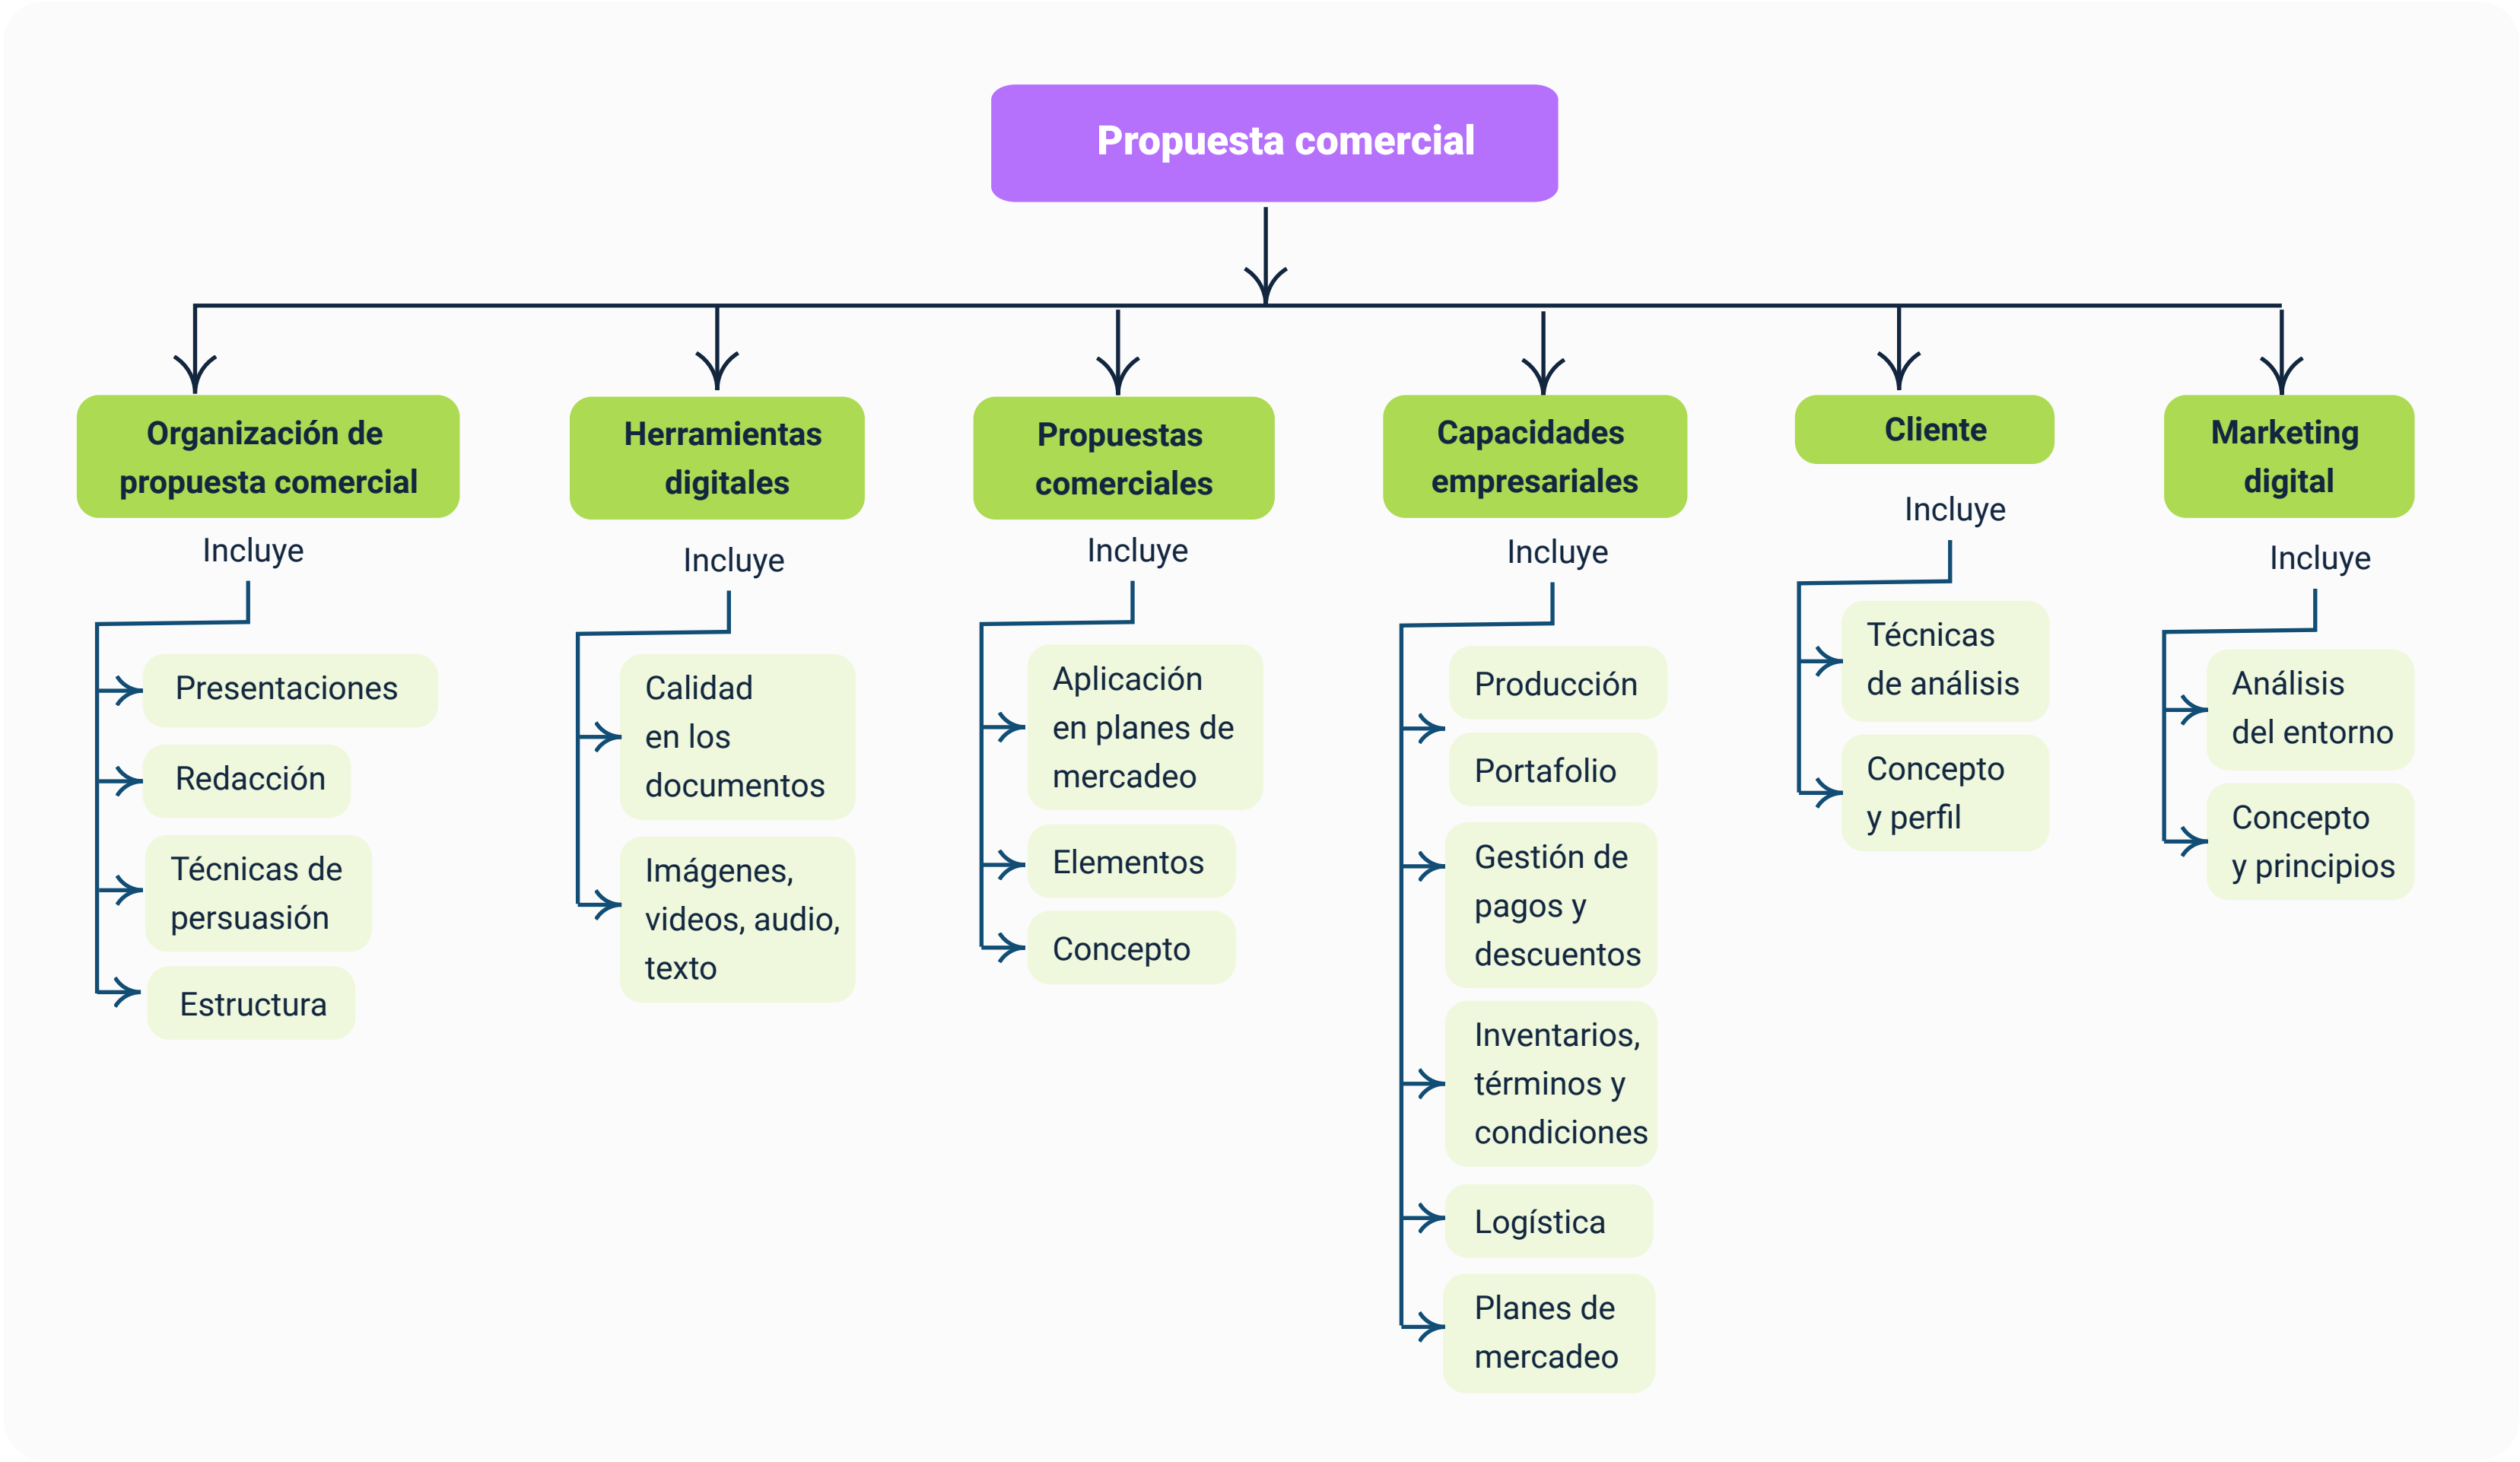 Propuesta comercial
Organización de
propuesta comercial
Incluye
Presentaciones
Redacción
Técnicas de
persuasión
Estructura
Herramientas
digitales
Incluye
Calidad
en los
documentos
Imágenes,
videos, audio,
texto
Propuestas
comerciales
Incluye
Aplicación
en planes de
mercadeo
Elementos
Concepto
Capacidades
empresariales
Incluye
Producción
Portafolio
Gestión de
pagos y
descuentos
Inventarios,
términos y
condiciones
Logística
Planes de
mercadeo
Cliente
Incluye
Técnicas
de análisis
Concepto
y perfil
Marketing
digital
Incluye
Análisis
del entorno
Concepto
y principios